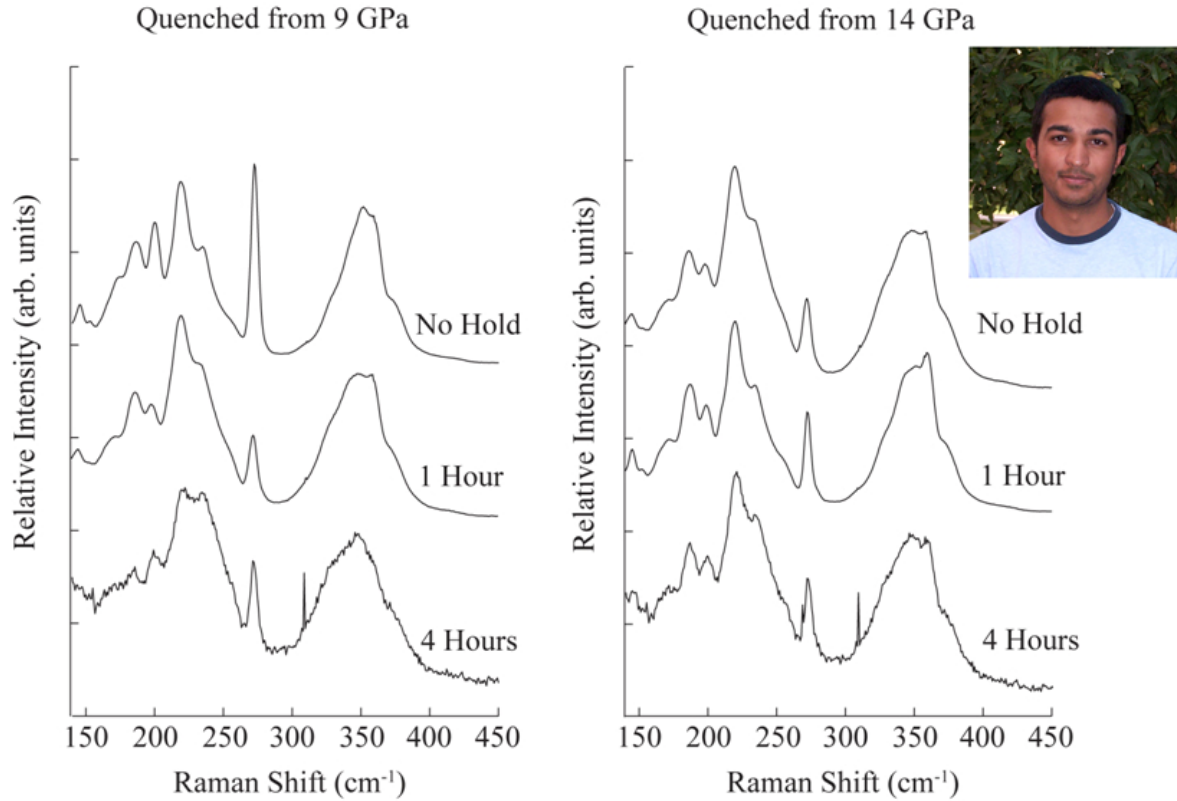 Quenched from 9 GPa
Relative Intensity (arb. units)
No Hold
1 Hour
4 Hours
150 200 250 300 350 400 450
Raman Shift (cm⁻¹)
Quenched from 14 GPa
Relative Intensity (arb. units)
No Hold
1 Hour
4 Hours
150 200 250 300 350 400 450
Raman Shift (cm⁻¹)